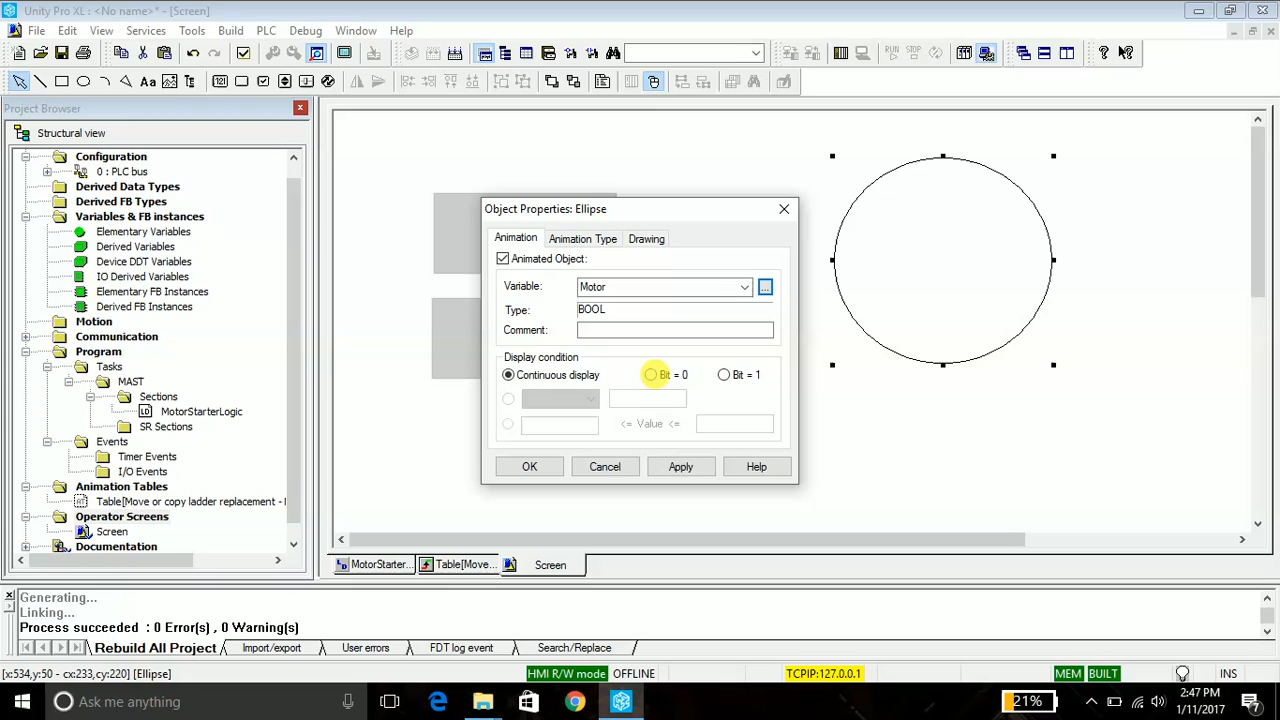 Unity Pro XL : <No name>* - [Screen]
File Edit View Services Tools Build PLC Debug Window Help
Project Browser
Structural view
Configuration
0 : PLC bus
Derived Data Types
Derived FB Types
Variables & FB instances
Elementary Variables
Derived Variables
Device DDT Variables
IO Derived Variables
Elementary FB Instances
Derived FB Instances
Motion
Communication
Program
Tasks
MAST
Sections
MotorStarterLogic
SR Sections
Events
Timer Events
I/O Events
Animation Tables
Table[Move or copy ladder replacement -
Operator Screens
Screen
Documentation
Object Properties: Ellipse
Animation Animation Type Drawing
Animated Object:
Variable: Motor ...
Type: BOOL
Comment:
Display condition
Continuous display Bit = 0 Bit = 1
<= Value <=
OK Cancel Apply Help
MotorStarter... Table[Move... Screen
Generating...
Linking...
Process succeeded : 0 Error(s) , 0 Warning(s)
Rebuild All Project Import/export User errors FDT log event Search/Replace
[x:534,y:50 - cx:233,cy:220] [Ellipse] HMI R/W mode OFFLINE TCPIP:127.0.0.1 MEM BUILT INS
Ask me anything 21% 2:47 PM
1/11/2017